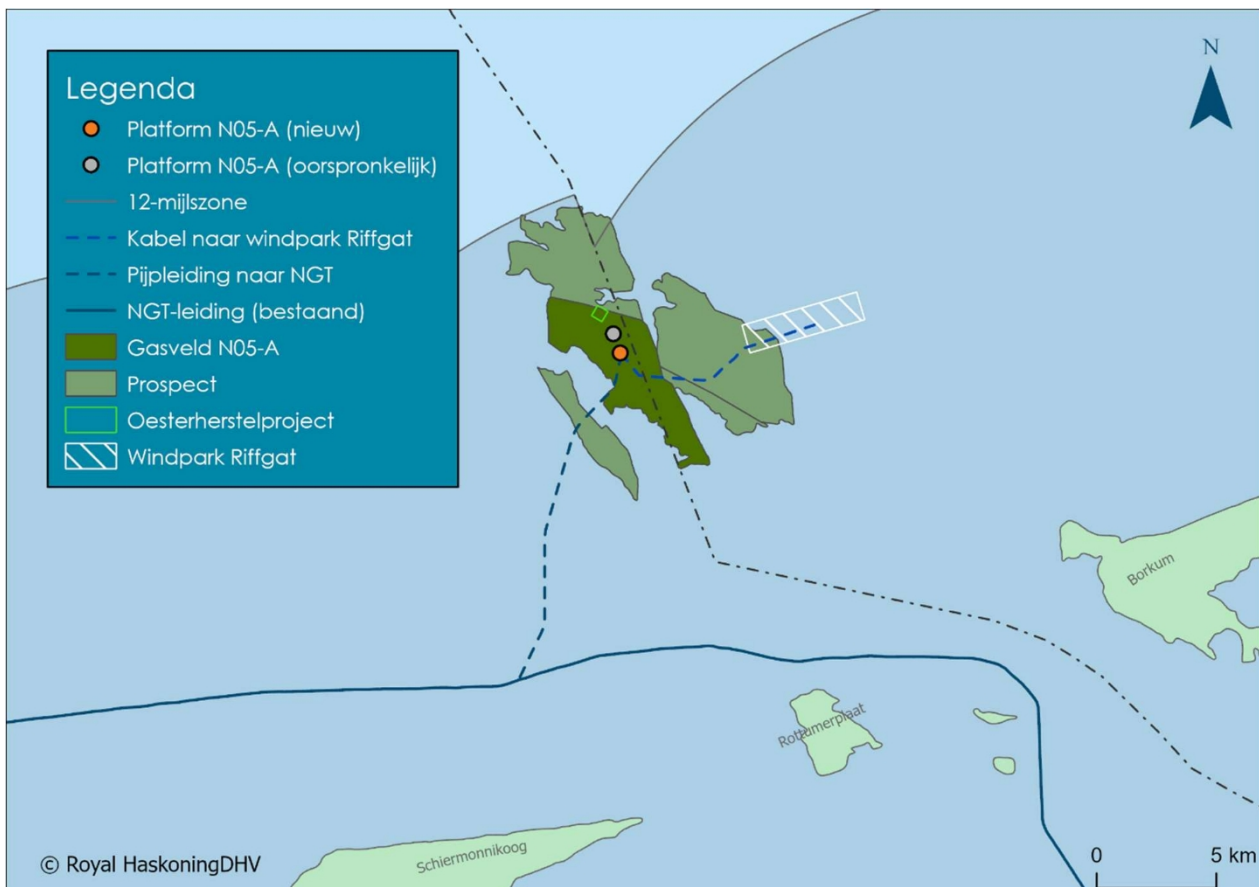 Legenda
Platform N05-A (nieuw)
Platform N05-A (oorspronkelijk)
12-mijlszone
Kabel naar windpark Riffgat
Pijpleiding naar NGT
NGT-leiding (bestaand)
Gasveld N05-A
Prospect
Oesterherstelproject
Windpark Riffgat
N
Borkum
Rottumerplaat
Schiermonnikoog
© Royal HaskoningDHV
0 5 km